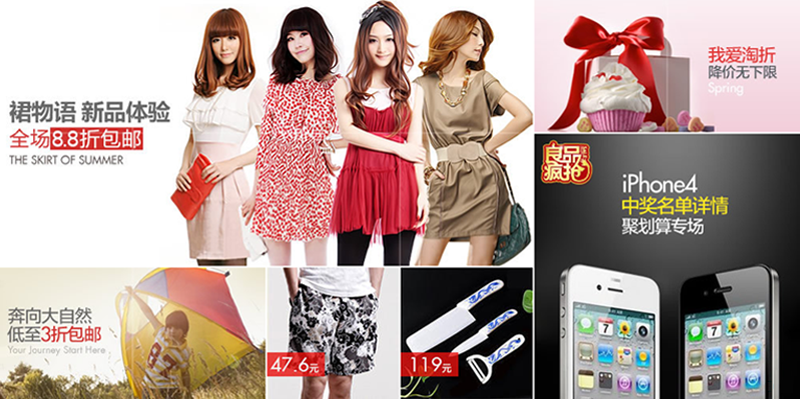 裙物语 新品体验
全场8.8折包邮
THE SKIRT OF SUMMER
我爱淘折
降价无下限
Spring
良品
疯抢
iPhone4
中奖名单详情
聚划算专场
奔向大自然
低至3折包邮
Your Journey Start Here
47.6元
119元